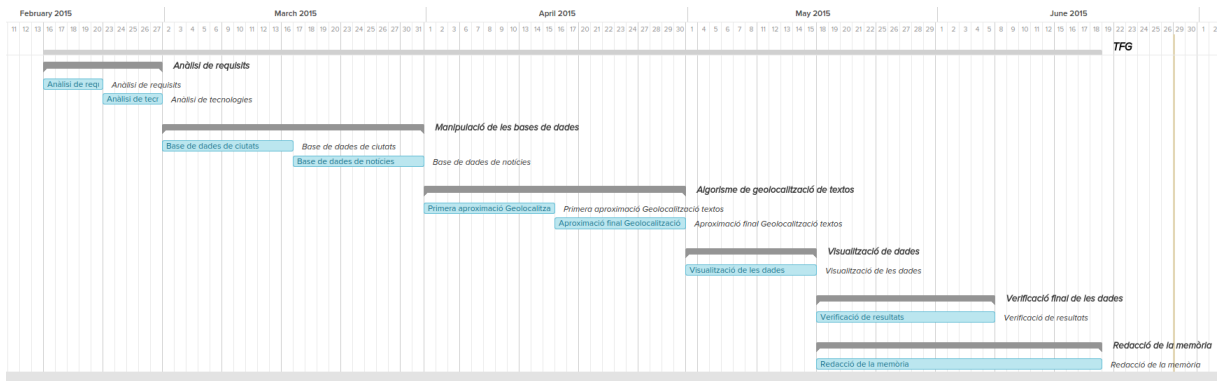 February 2015 March 2015 April 2015 May 2015 June 2015
11 12 13 16 17 18 19 20 23 24 25 26 27 2 3 4 5 6 9 10 11 12 13 16 17 18 19 20 23 24 25 26 27 30 31 1 2 3 6 7 8 9 10 13 14 15 16 17 20 21 22 23 24 27 28 29 30 1 4 5 6 7 8 11 12 13 14 15 18 19 20 21 22 25 26 27 28 29 1 2 3 4 5 8 9 10 11 12 15 16 17 18 19 22 23 24 25 26 29 30 1 2
TFG
Anàlisi de requisits
Anàlisi de requ Anàlisi de requisits
Anàlisi de tecr Anàlisi de tecnologies
Manipulació de les bases de dades
Base de dades de ciutats Base de dades de ciutats
Base de dades de notícies Base de dades de notícies
Algorisme de geolocalització de textos
Primera aproximació Geolocalitza Primera aproximació Geolocalització textos
Aproximació final Geolocalització Aproximació final Geolocalització textos
Visualització de dades
Visualització de les dades Visualització de les dades
Verificació final de les dades
Verificació de resultats Verificació de resultats
Redacció de la memòria
Redacció de la memòria Redacció de la memòria